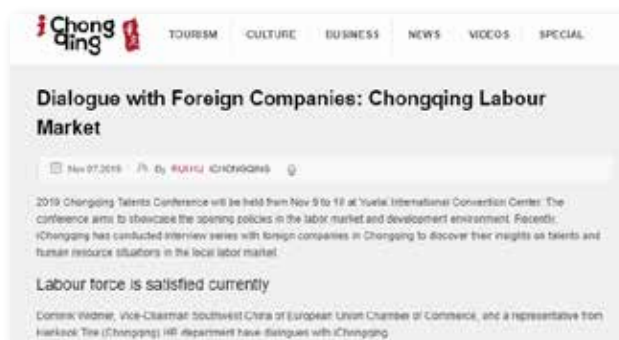 iChongqing
TOURISM CULTURE BUSINESS NEWS VIDEOS SPECIAL
Dialogue with Foreign Companies: Chongqing Labour
Market
Nov 07,2019 By ICHONGQING
2019 Chongqing Talents Conference will be held from Nov 9 to 10 at Yuelai International Convention Center. The
conference aims to showcase the opening policies in the labor market and development environment. Recently,
iChongqing has conducted interview series with foreign companies in Chongqing to discover their insights on talents and
human resource situations in the local labor market.
Labour force is satisfied currently
Dominik Widmer, Vice-Chairman Southwest China of European Union Chamber of Commerce, and a representative from
Hankook Tire (Chongqing) HR department have dialogues with iChongqing.